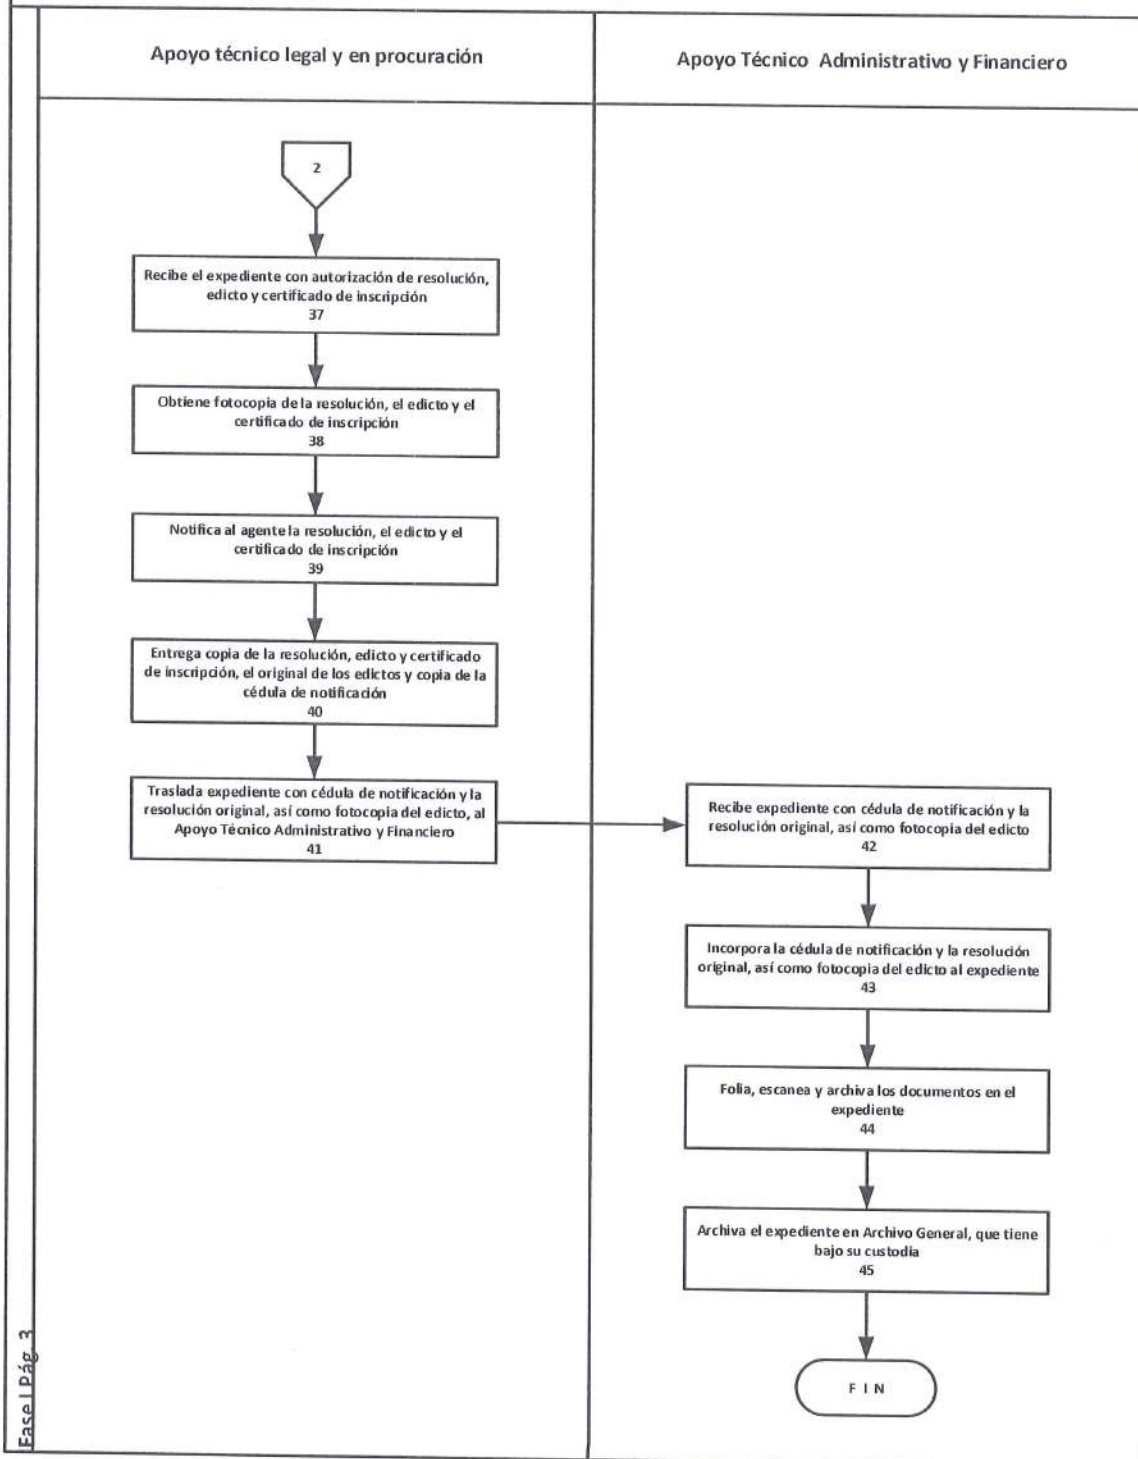 Apoyo técnico legal y en procuración
Apoyo Técnico Administrativo y Financiero
2
Recibe el expediente con autorización de resolución,
edicto y certificado de inscripción
37
Obtiene fotocopia de la resolución, el edicto y el
certificado de inscripción
38
Notifica al agente la resolución, el edicto y el
certificado de inscripción
39
Entrega copia de la resolución, edicto y certificado
de inscripción, el original de los edictos y copia de la
cédula de notificación
40
Traslada expediente con cédula de notificación y la
resolución original, así como fotocopia del edicto, al
Apoyo Técnico Administrativo y Financiero
41
Recibe expediente con cédula de notificación y la
resolución original, así como fotocopia del edicto
42
Incorpora la cédula de notificación y la resolución
original, así como fotocopia del edicto al expediente
43
Folia, escanea y archiva los documentos en el
expediente
44
Archiva el expediente en Archivo General, que tiene
bajo su custodia
45
F I N
Fase I Pág. 3